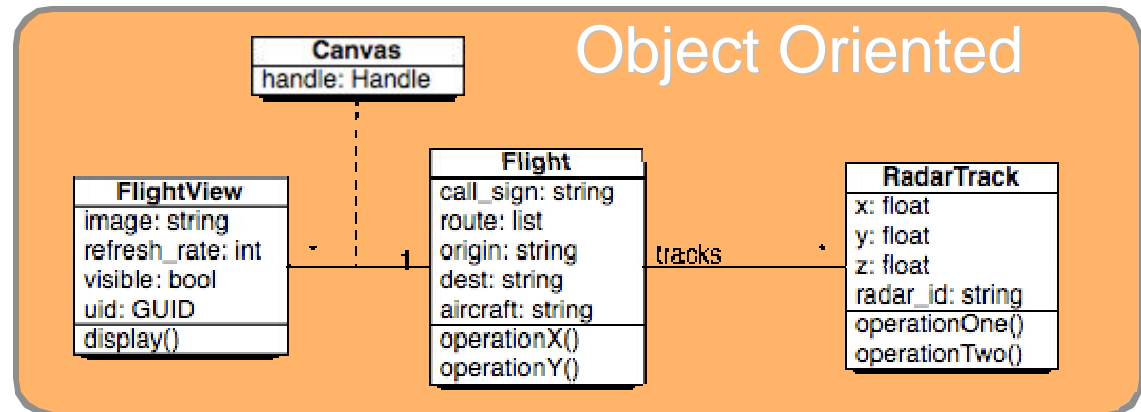 Object Oriented
Canvas
handle: Handle
FlightView
image: string
refresh_rate: int
visible: bool
uid: GUID
display()
*
1
Flight
call_sign: string
route: list
origin: string
dest: string
aircraft: string
operationX()
operationY()
tracks
*
RadarTrack
x: float
y: float
z: float
radar_id: string
operationOne()
operationTwo()